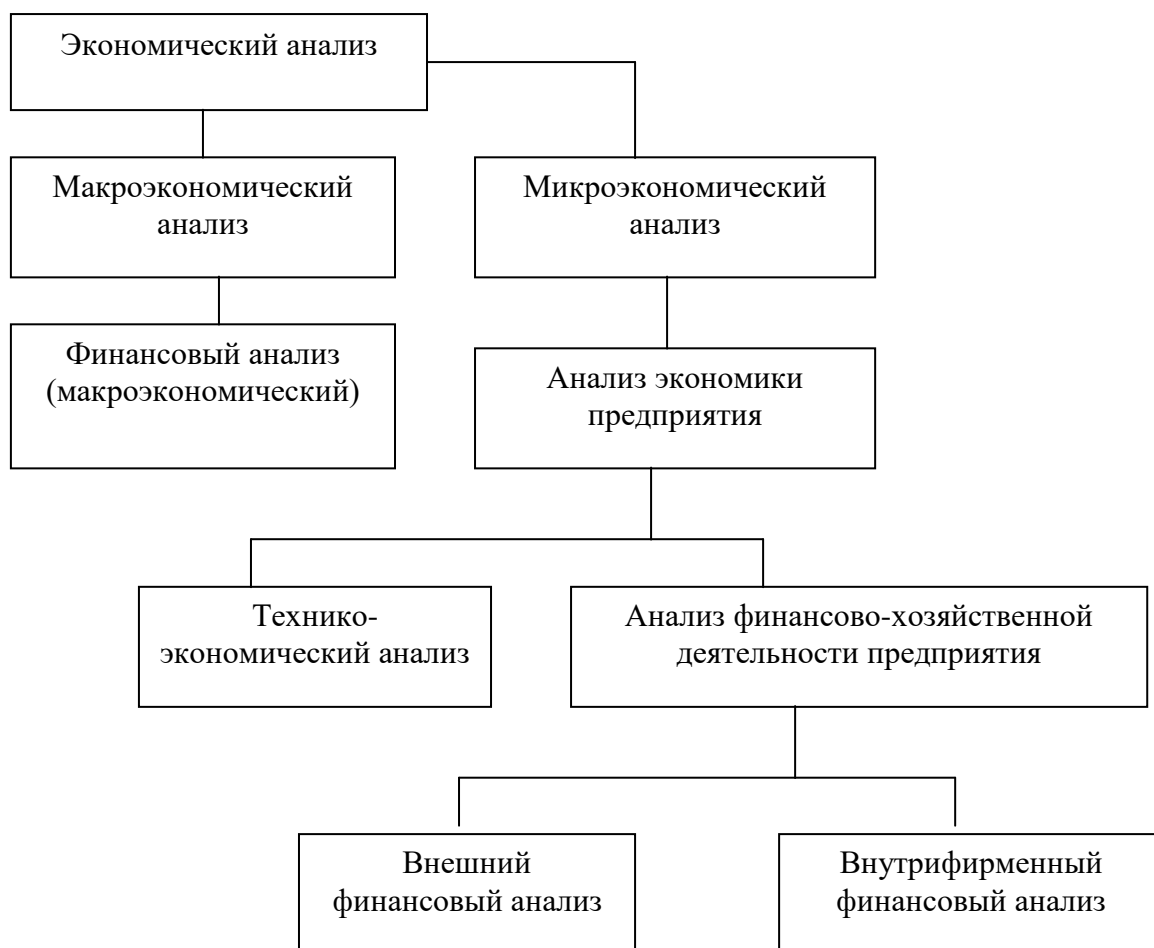 Экономический анализ
Макроэкономический
анализ
Микроэкономический
анализ
Финансовый анализ
(макроэкономический)
Анализ экономики
предприятия
Технико-
экономический анализ
Анализ финансово-хозяйственной
деятельности предприятия
Внешний
финансовый анализ
Внутрифирменный
финансовый анализ